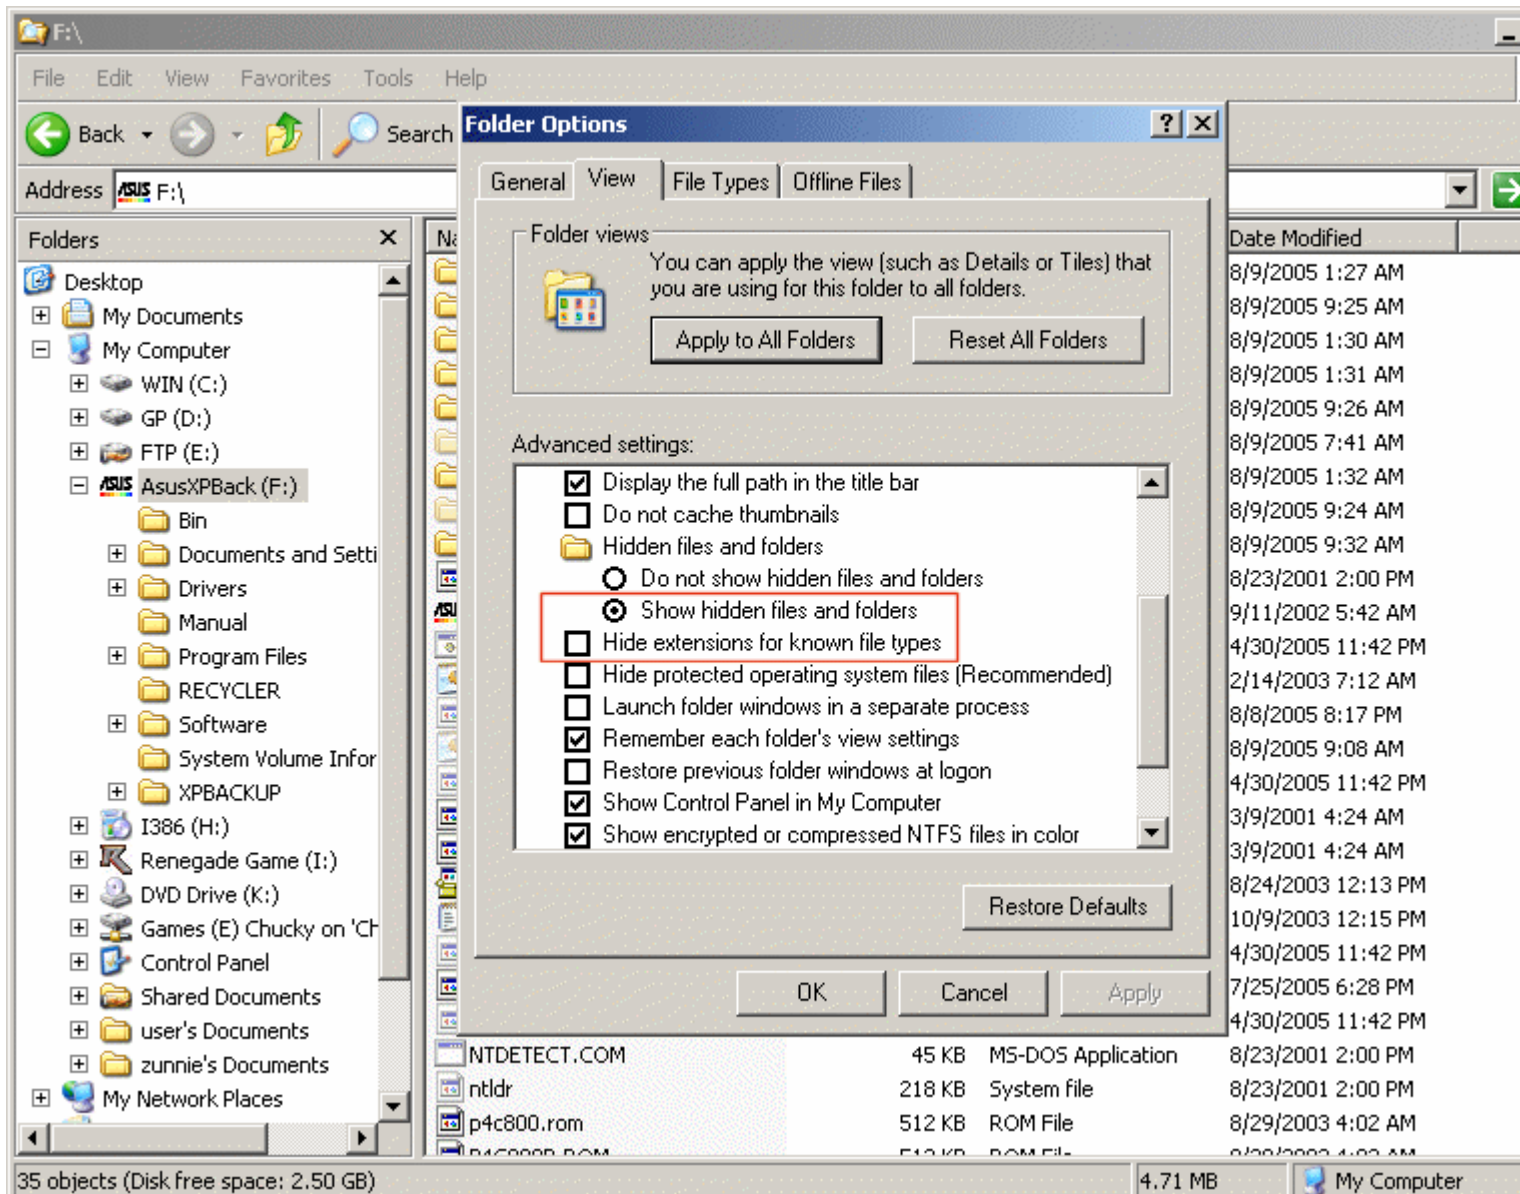 F:\
File Edit View Favorites Tools Help
Back Search
Address ASUS F:\
Folders
Desktop
My Documents
My Computer
WIN (C:)
GP (D:)
FTP (E:)
ASUS AsusXPBack (F:)
Bin
Documents and Setti
Drivers
Manual
Program Files
RECYCLER
Software
System Volume Infor
XPBACKUP
I386 (H:)
Renegade Game (I:)
DVD Drive (K:)
Games (E) Chucky on 'Ch
Control Panel
Shared Documents
user's Documents
zunnie's Documents
My Network Places
Folder Options
General View File Types Offline Files
Folder views
You can apply the view (such as Details or Tiles) that
you are using for this folder to all folders.
Apply to All Folders Reset All Folders
Advanced settings:
Display the full path in the title bar
Do not cache thumbnails
Hidden files and folders
Do not show hidden files and folders
Show hidden files and folders
Hide extensions for known file types
Hide protected operating system files (Recommended)
Launch folder windows in a separate process
Remember each folder's view settings
Restore previous folder windows at logon
Show Control Panel in My Computer
Show encrypted or compressed NTFS files in color
Restore Defaults
OK Cancel Apply
Date Modified
8/9/2005 1:27 AM
8/9/2005 9:25 AM
8/9/2005 1:30 AM
8/9/2005 1:31 AM
8/9/2005 9:26 AM
8/9/2005 7:41 AM
8/9/2005 1:32 AM
8/9/2005 9:24 AM
8/9/2005 9:32 AM
8/23/2001 2:00 PM
9/11/2002 5:42 AM
4/30/2005 11:42 PM
2/14/2003 7:12 AM
8/8/2005 8:17 PM
8/9/2005 9:08 AM
4/30/2005 11:42 PM
3/9/2001 4:24 AM
3/9/2001 4:24 AM
8/24/2003 12:13 PM
10/9/2003 12:15 PM
4/30/2005 11:42 PM
7/25/2005 6:28 PM
4/30/2005 11:42 PM
NTDETECT.COM 45 KB MS-DOS Application 8/23/2001 2:00 PM
ntldr 218 KB System file 8/23/2001 2:00 PM
p4c800.rom 512 KB ROM File 8/29/2003 4:02 AM
35 objects (Disk free space: 2.50 GB) 4.71 MB My Computer